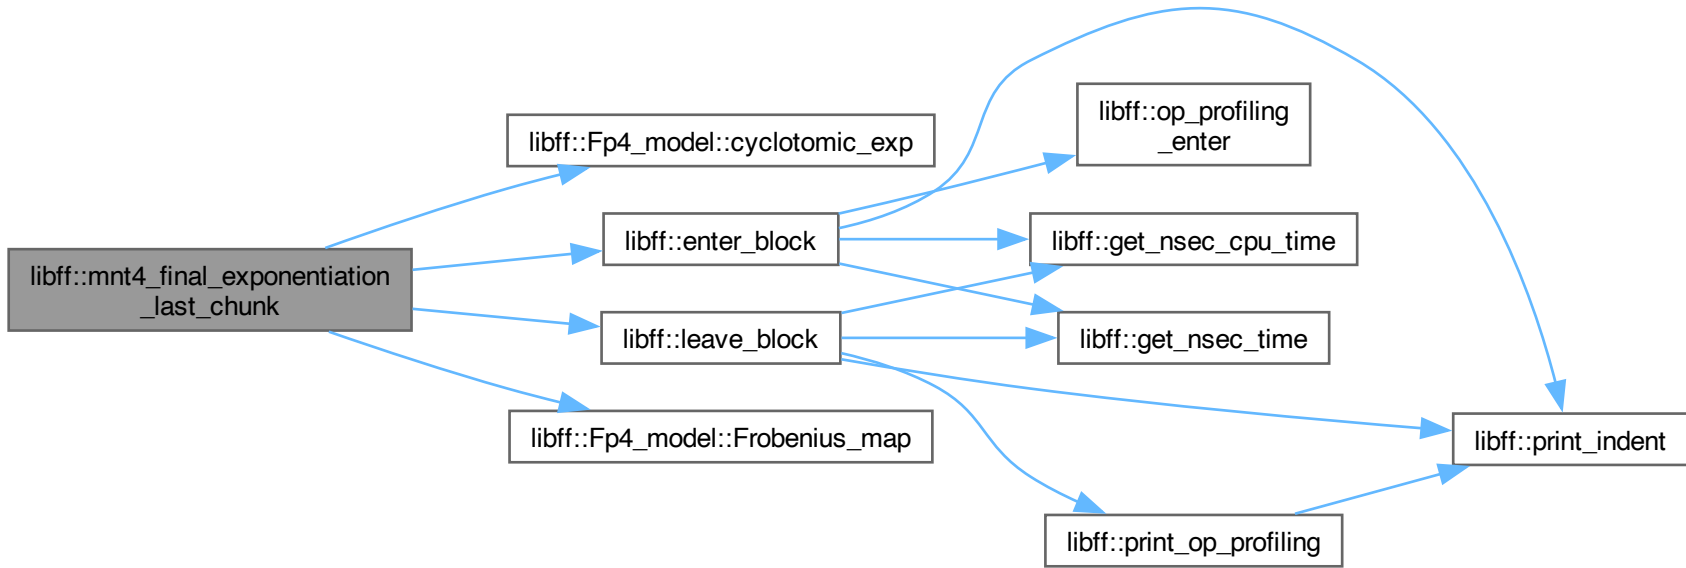 libff::mnt4_final_exponentiation
_last_chunk
libff::Fp4_model::cyclotomic_exp
libff::enter_block
libff::leave_block
libff::Fp4_model::Frobenius_map
libff::op_profiling
_enter
libff::get_nsec_cpu_time
libff::get_nsec_time
libff::print_op_profiling
libff::print_indent